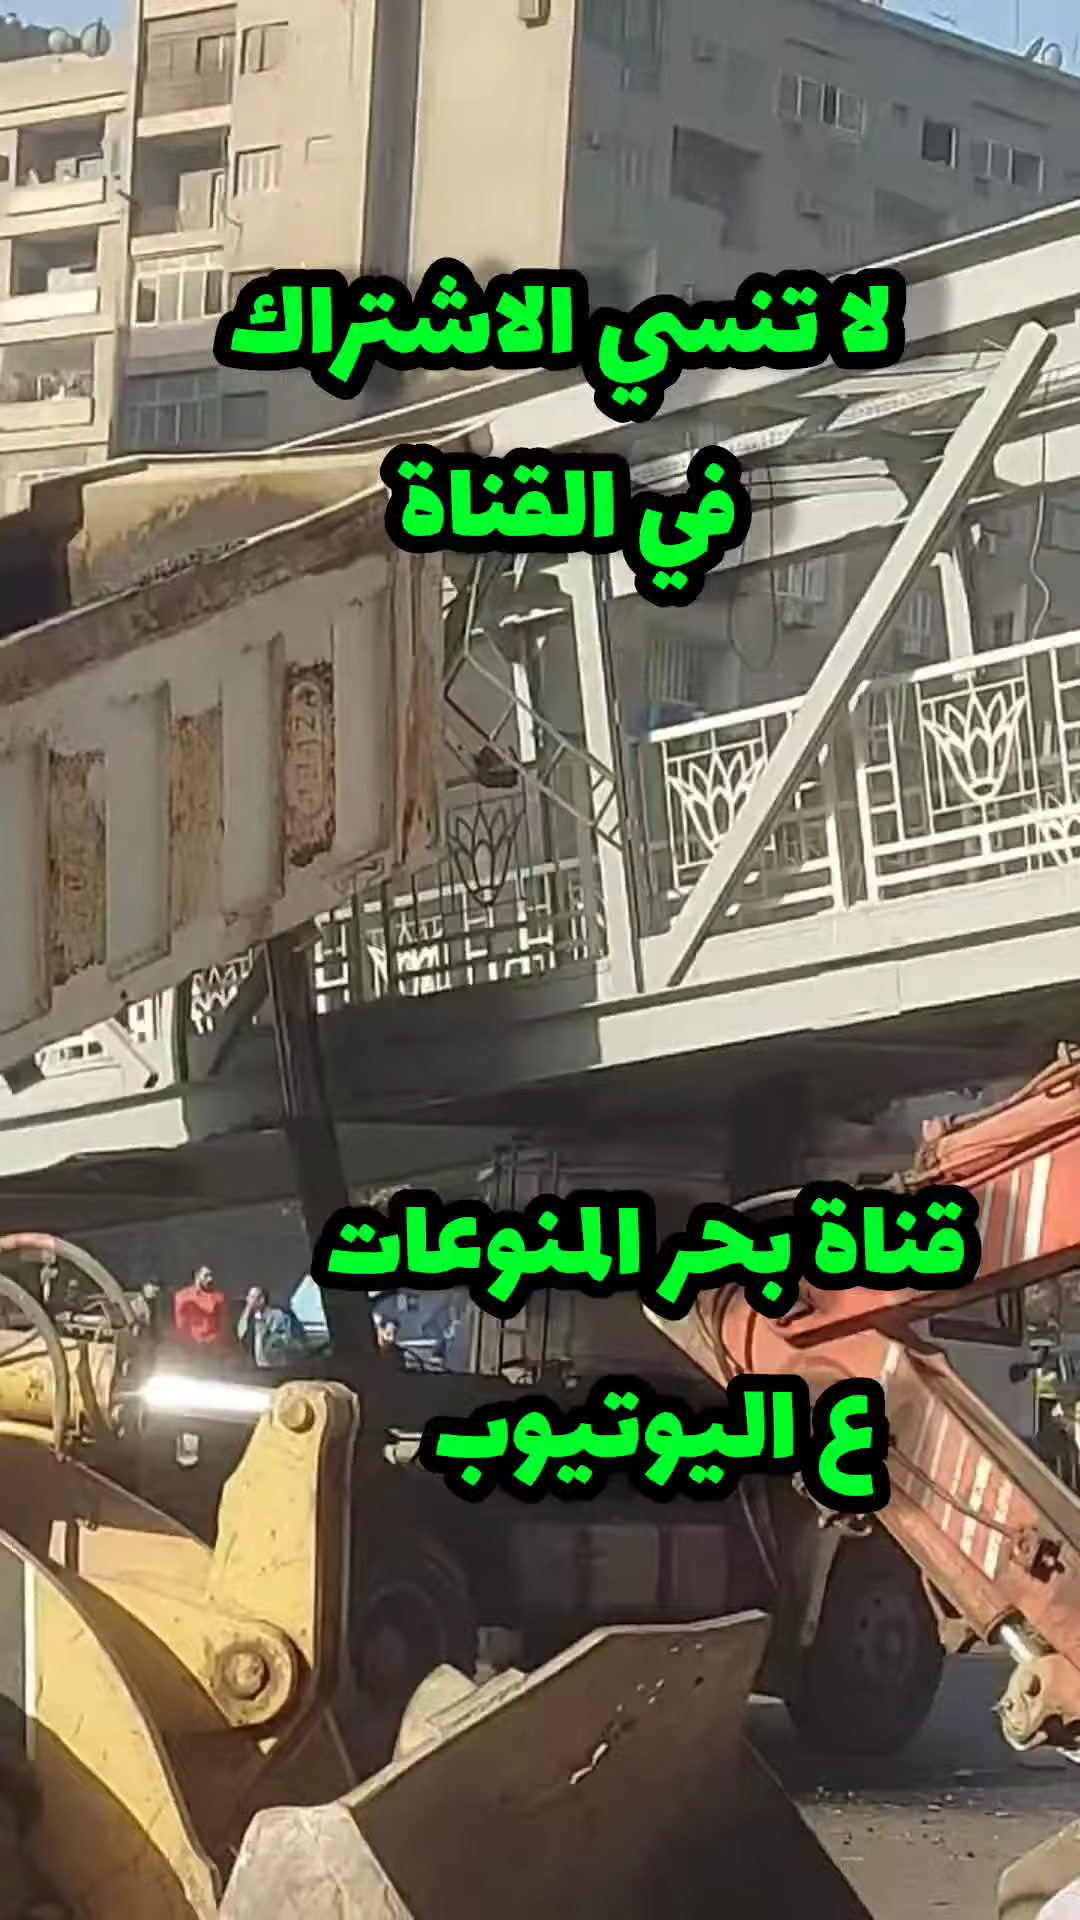 لا تنسي الاشتراك
في القناة
قناة بحر المنوعات
ع اليوتيوب